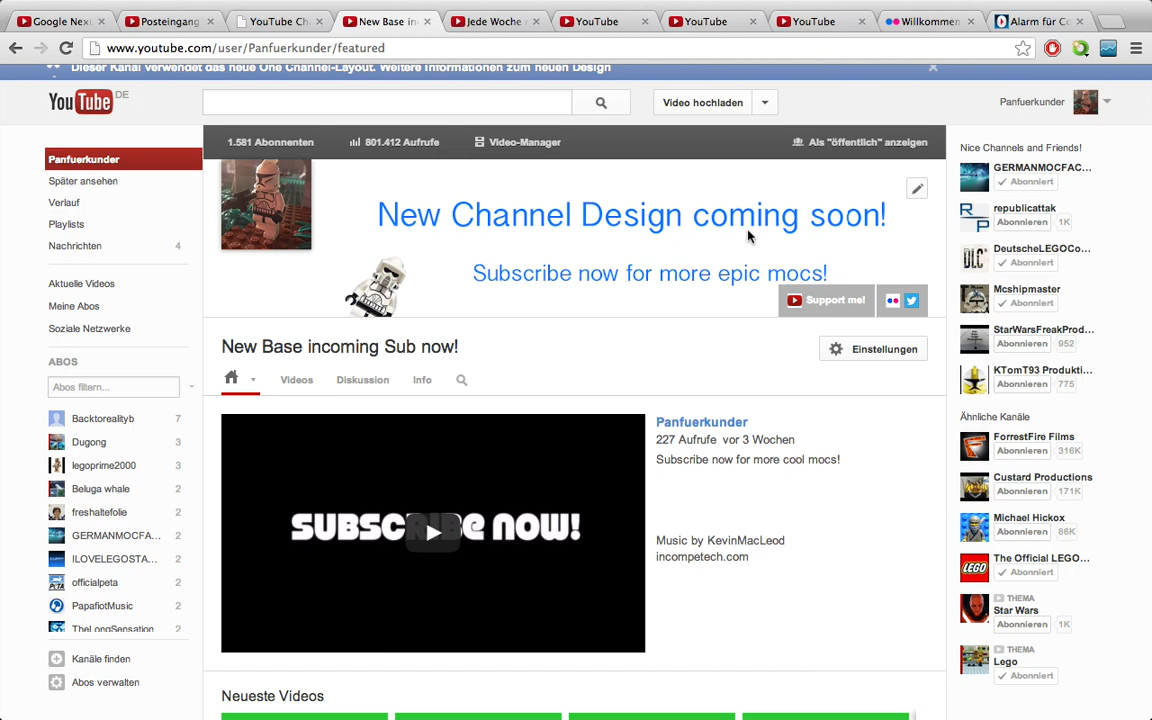 Google Nexu
Posteingang
YouTube Ch
New Base in
Jede Woche
YouTube
YouTube
YouTube
Willkommen
Alarm für Co
www.youtube.com/user/Panfuerkunder/featured
Dieser Kanal verwendet das neue One Channel-Layout. Weitere Informationen zum neuen Design
YouTube DE
Video hochladen
Panfuerkunder
1.581 Abonnenten
801.412 Aufrufe
Video-Manager
Als "öffentlich" anzeigen
Panfuerkunder
Später ansehen
Verlauf
Playlists
Nachrichten 4
Aktuelle Videos
Meine Abos
Soziale Netzwerke
ABOS
Abos filtern...
Backtorealityb 7
Dugong 3
legoprime2000 3
Beluga whale 2
freshaltefolie 2
GERMANMOCFA... 2
ILOVELEGOSTA... 2
officialpeta 2
PapafiotMusic 2
TheLongSensation 2
Kanäle finden
Abos verwalten
New Channel Design coming soon!
Subscribe now for more epic mocs!
Support me!
New Base incoming Sub now!
Einstellungen
Videos
Diskussion
Info
SUBSCRIBE NOW!
Panfuerkunder
227 Aufrufe vor 3 Wochen
Subscribe now for more cool mocs!
Music by KevinMacLeod
incompetech.com
Neueste Videos
Nice Channels and Friends!
GERMANMOCFAC...
Abonniert
republicattak
Abonnieren 1K
DeutscheLEGOCo...
Abonniert
Mcshipmaster
Abonniert
StarWarsFreakProd...
Abonnieren 952
KTomT93 Produkti...
Abonnieren 775
Ähnliche Kanäle
ForrestFire Films
Abonnieren 316K
Custard Productions
Abonnieren 171K
Michael Hickox
Abonnieren 86K
The Official LEGO...
Abonniert
THEMA
Star Wars
Abonnieren 1K
THEMA
Lego
Abonniert